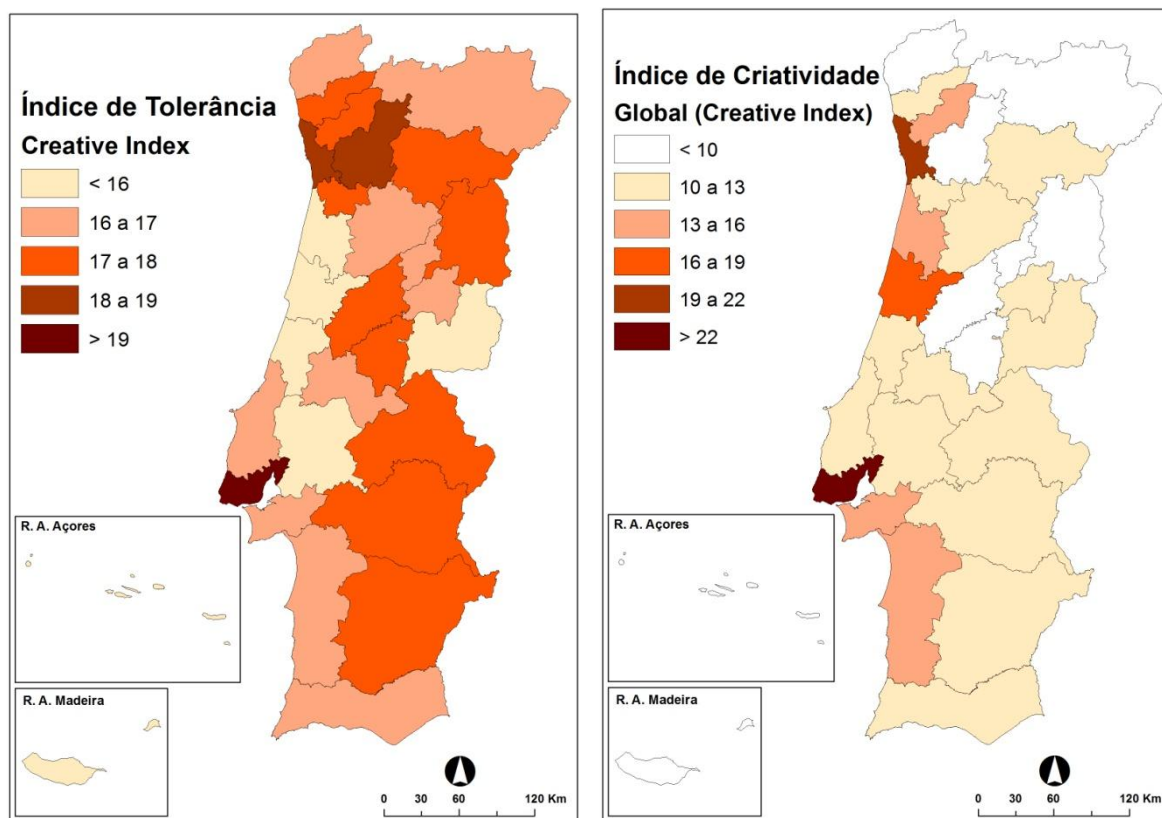 Índice de Tolerância
Creative Index
< 16
16 a 17
17 a 18
18 a 19
> 19
R. A. Açores
R. A. Madeira
0 30 60 120 Km
Índice de Criatividade
Global (Creative Index)
< 10
10 a 13
13 a 16
16 a 19
19 a 22
> 22
R. A. Açores
R. A. Madeira
0 30 60 120 Km